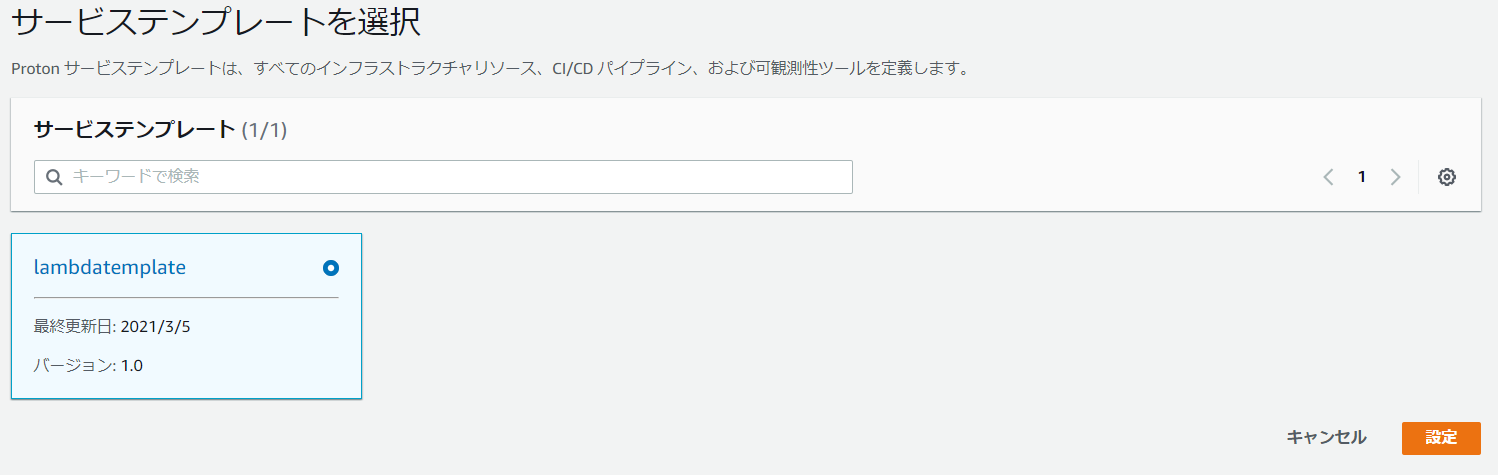 サービステンプレートを選択
Proton サービステンプレートは、すべてのインフラストラクチャリソース、CI/CD パイプライン、および可観測性ツールを定義します。
サービステンプレート (1/1)
キーワードで検索
1
lambdatemplate
最終更新日: 2021/3/5
バージョン: 1.0
キャンセル
設定